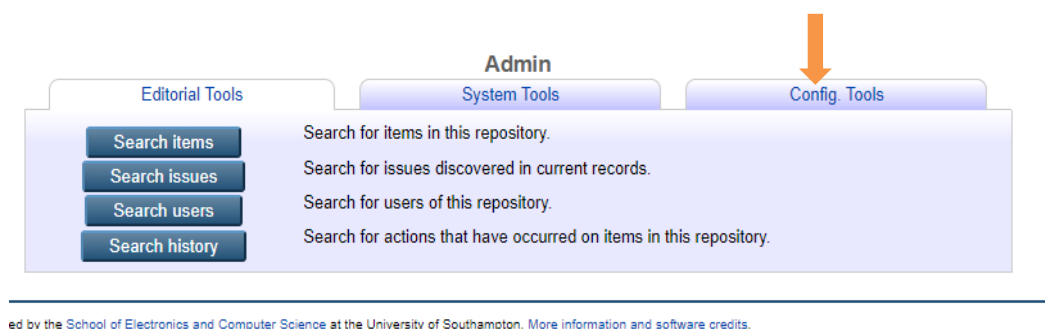 Admin
Editorial Tools System Tools Config. Tools
Search items Search for items in this repository.
Search issues Search for issues discovered in current records.
Search users Search for users of this repository.
Search history Search for actions that have occurred on items in this repository.
ed by the School of Electronics and Computer Science at the University of Southampton. More information and software credits.